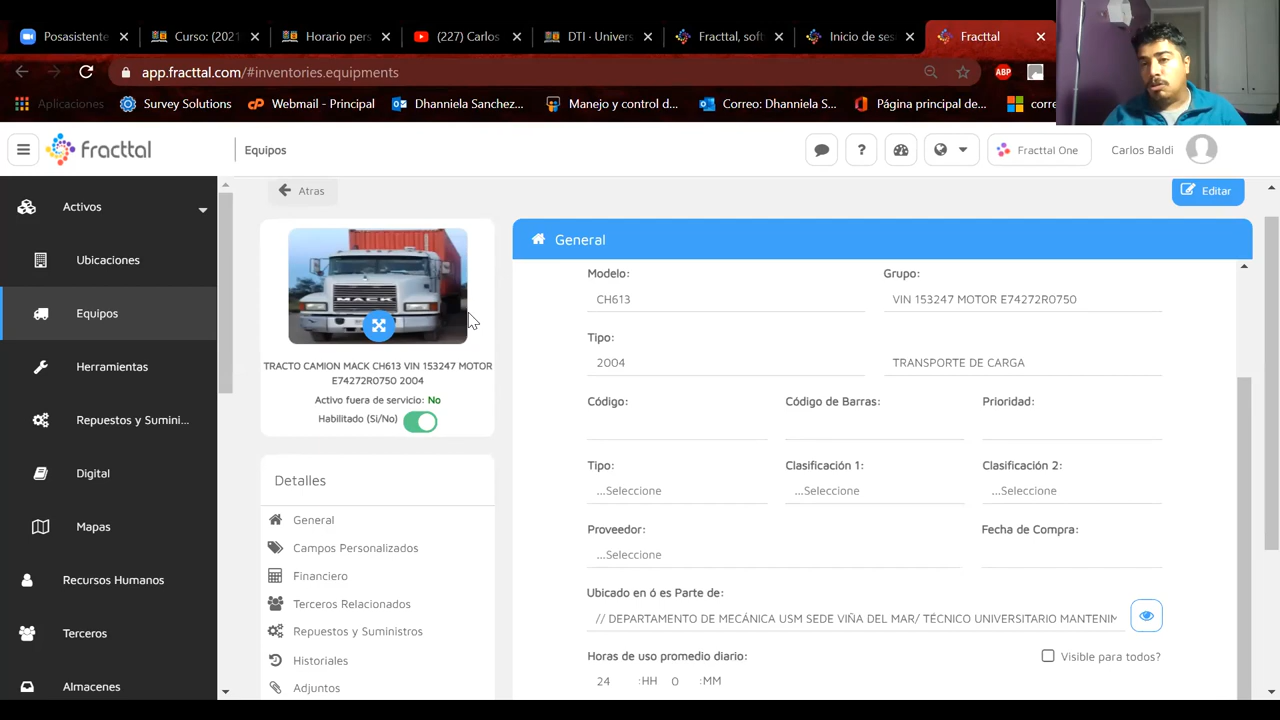 Posasistente
Curso: (2021
Horario pers
(227) Carlos
DTI · Univers
Fracttal, soft
Inicio de sesi
Fracttal
app.fracttal.com/#inventories.equipments
ABP
Aplicaciones
Survey Solutions
Webmail - Principal
Dhanniela Sanchez...
Manejo y control d...
Correo: Dhanniela S...
Página principal de...
corre
fracttal
Equipos
?
Fracttal One
Carlos Baldi
Activos
Ubicaciones
Equipos
Herramientas
Repuestos y Sumini...
Digital
Mapas
Recursos Humanos
Terceros
Almacenes
Atras
Editar
MACK
TRACTO CAMION MACK CH613 VIN 153247 MOTOR
E74272R0750 2004
Activo fuera de servicio: No
Habilitado (Si/No)
Detalles
General
Campos Personalizados
Financiero
Terceros Relacionados
Repuestos y Suministros
Historiales
Adjuntos
General
Modelo: Grupo:
CH613 VIN 153247 MOTOR E74272R0750
Tipo:
2004 TRANSPORTE DE CARGA
Código: Código de Barras: Prioridad:
Tipo: Clasificación 1: Clasificación 2:
...Seleccione ...Seleccione ...Seleccione
Proveedor: Fecha de Compra:
...Seleccione
Ubicado en ó es Parte de:
// DEPARTAMENTO DE MECÁNICA USM SEDE VIÑA DEL MAR/ TÉCNICO UNIVERSITARIO MANTENIM
Horas de uso promedio diario: Visible para todos?
24 :HH 0 :MM